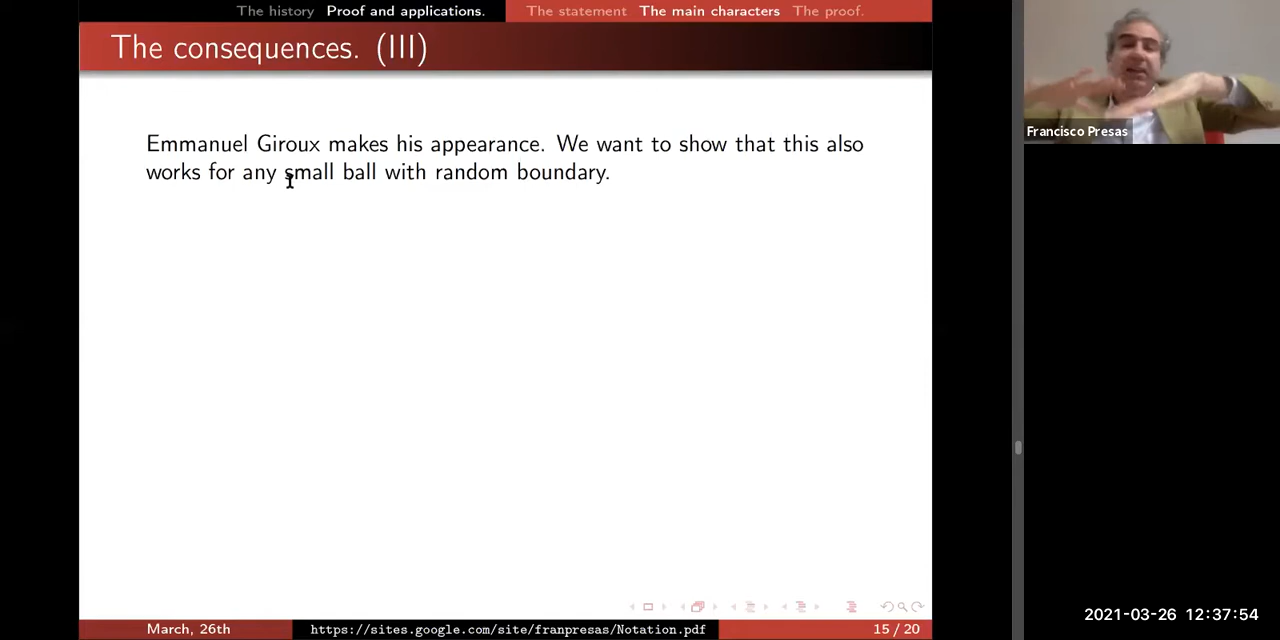 The history Proof and applications. The statement The main characters The proof.
The consequences. (III)
Emmanuel Giroux makes his appearance. We want to show that this also
works for any small ball with random boundary.
Francisco Presas
2021-03-26 12:37:54
March, 26th https://sites.google.com/site/franpresas/Notation.pdf 15 / 20